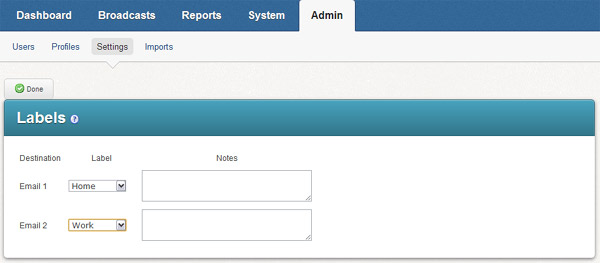 Dashboard Broadcasts Reports System Admin
Users Profiles Settings Imports
Done
Labels ?
Destination Label Notes
Email 1 Home
Email 2 Work